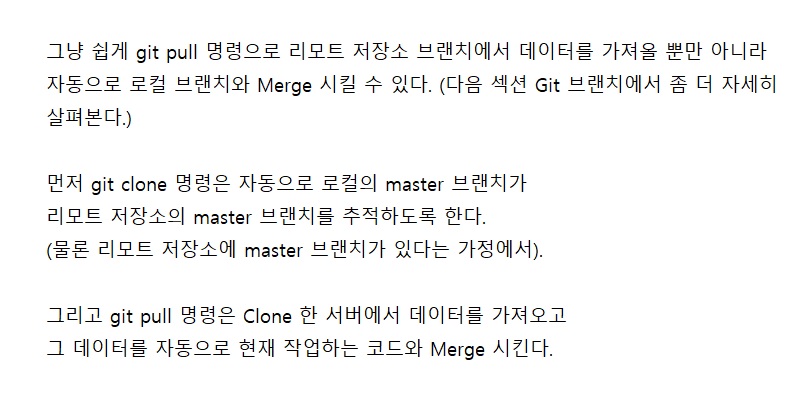 그냥 쉽게 git pull 명령으로 리모트 저장소 브랜치에서 데이터를 가져올 뿐만 아니라
자동으로 로컬 브랜치와 Merge 시킬 수 있다. (다음 섹션 Git 브랜치에서 좀 더 자세히
살펴본다.)
먼저 git clone 명령은 자동으로 로컬의 master 브랜치가
리모트 저장소의 master 브랜치를 추적하도록 한다.
(물론 리모트 저장소에 master 브랜치가 있다는 가정에서).
그리고 git pull 명령은 Clone 한 서버에서 데이터를 가져오고
그 데이터를 자동으로 현재 작업하는 코드와 Merge 시킨다.